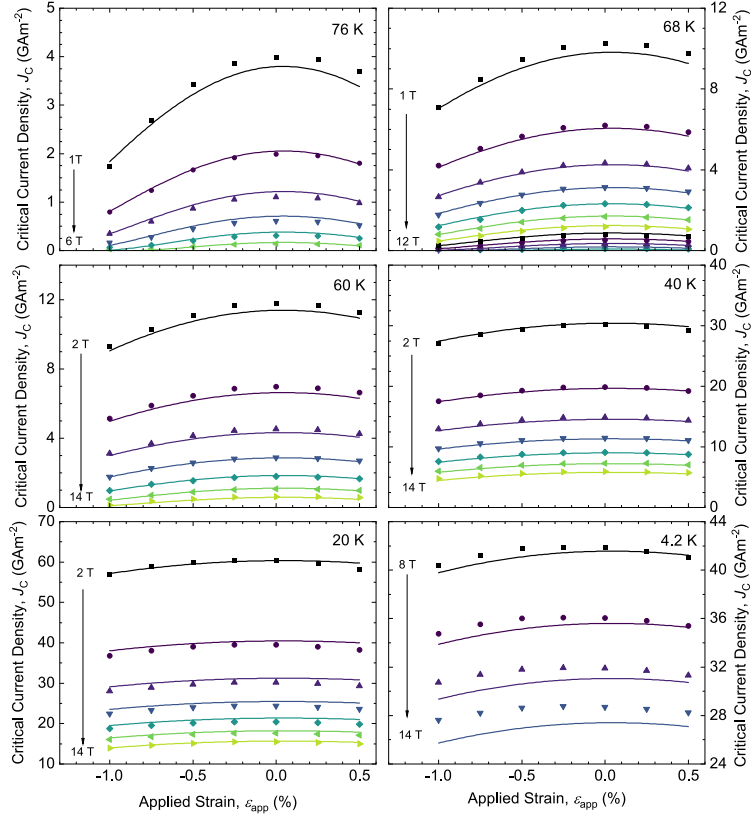 76 K
Critical Current Density, J_C (GAm⁻²)
5
4
3
2
1
0
1T
6 T
68 K
Critical Current Density, J_C (GAm⁻²)
12
8
4
0
1 T
12 T
60 K
Critical Current Density, J_C (GAm⁻²)
12
8
4
0
2 T
14 T
40 K
Critical Current Density, J_C (GAm⁻²)
40
30
20
10
0
2 T
14 T
20 K
Critical Current Density, J_C (GAm⁻²)
70
60
50
40
30
20
10
2 T
14 T
-1.0 -0.5 0.0 0.5
Applied Strain, ε_app (%)
4.2 K
Critical Current Density, J_C (GAm⁻²)
44
42
36
32
28
24
8 T
14 T
-1.0 -0.5 0.0 0.5
Applied Strain, ε_app (%)